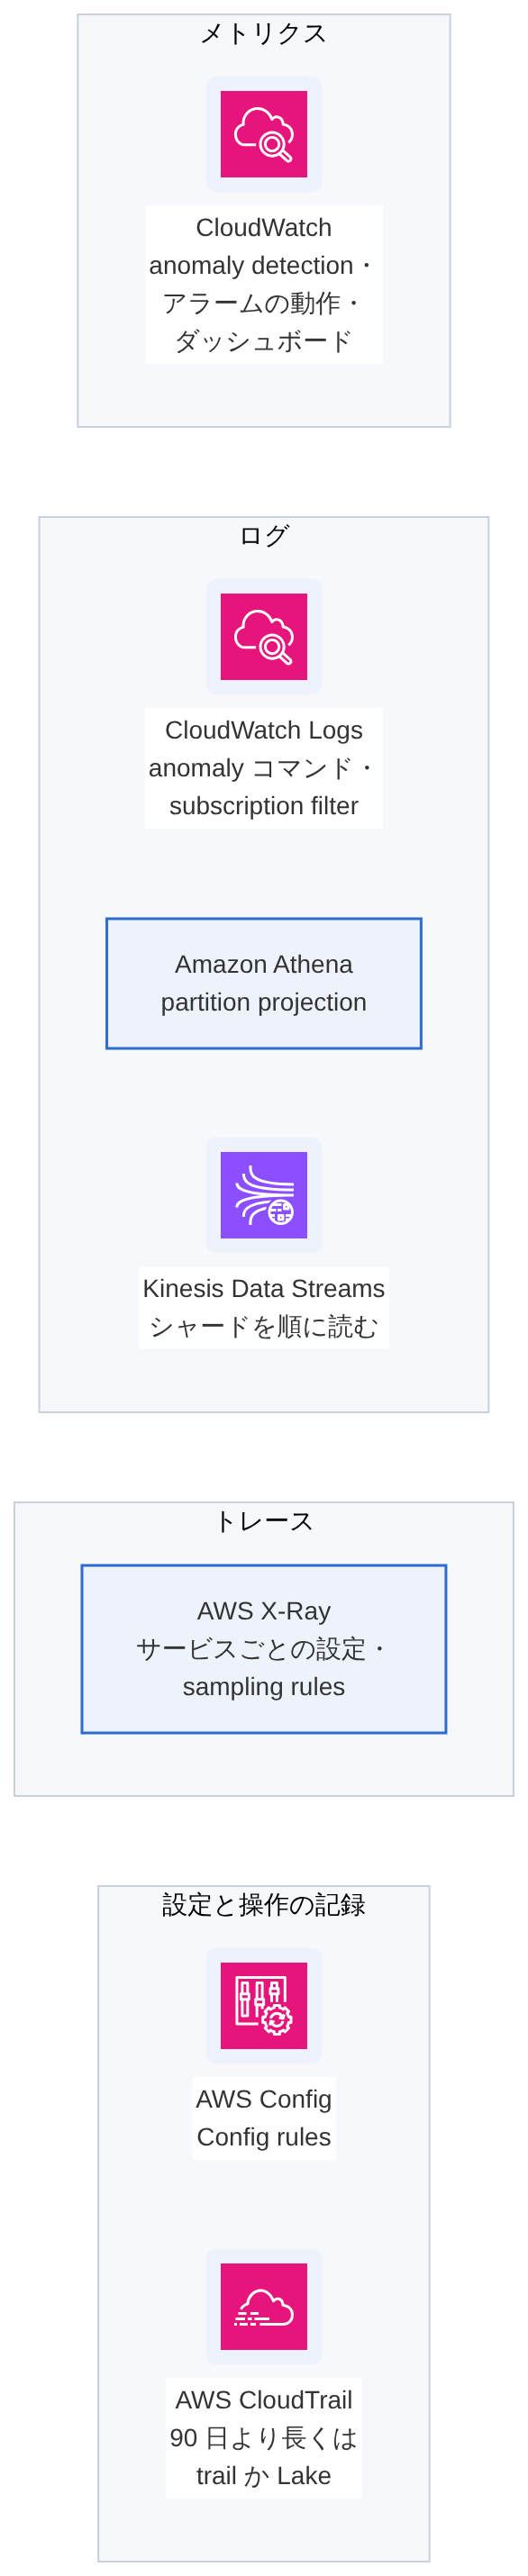 メトリクス
CloudWatch
anomaly detection・
アラームの動作・
ダッシュボード
ログ
CloudWatch Logs
anomaly コマンド・
subscription filter
Amazon Athena
partition projection
Kinesis Data Streams
シャードを順に読む
トレース
AWS X-Ray
サービスごとの設定・
sampling rules
設定と操作の記録
AWS Config
Config rules
AWS CloudTrail
90 日より長くは
trail か Lake